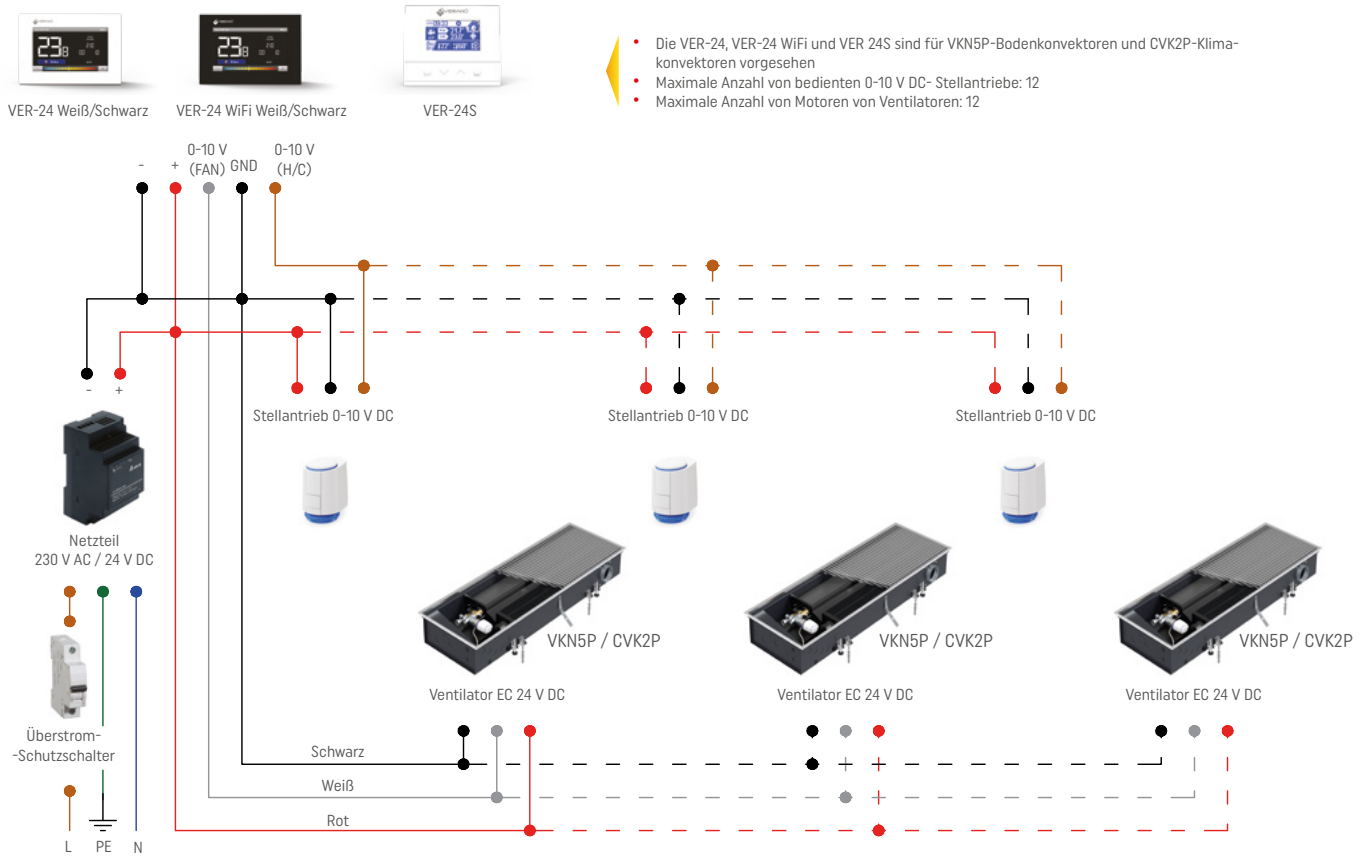 VER-24 Weiß/Schwarz
VER-24 WiFi Weiß/Schwarz
VER-24S
• Die VER-24, VER-24 WiFi und VER 24S sind für VKN5P-Bodenkonvektoren und CVK2P-Klima-
konvektoren vorgesehen
• Maximale Anzahl von bedienten 0-10 V DC- Stellantriebe: 12
• Maximale Anzahl von Motoren von Ventilatoren: 12
-
+
0-10 V
(FAN)
GND
0-10 V
(H/C)
-
+
Stellantrieb 0-10 V DC
Stellantrieb 0-10 V DC
Stellantrieb 0-10 V DC
Netzteil
230 V AC / 24 V DC
VKN5P / CVK2P
VKN5P / CVK2P
VKN5P / CVK2P
Ventilator EC 24 V DC
Ventilator EC 24 V DC
Ventilator EC 24 V DC
Überstrom-
-Schutzschalter
Schwarz
Weiß
Rot
L
PE
N